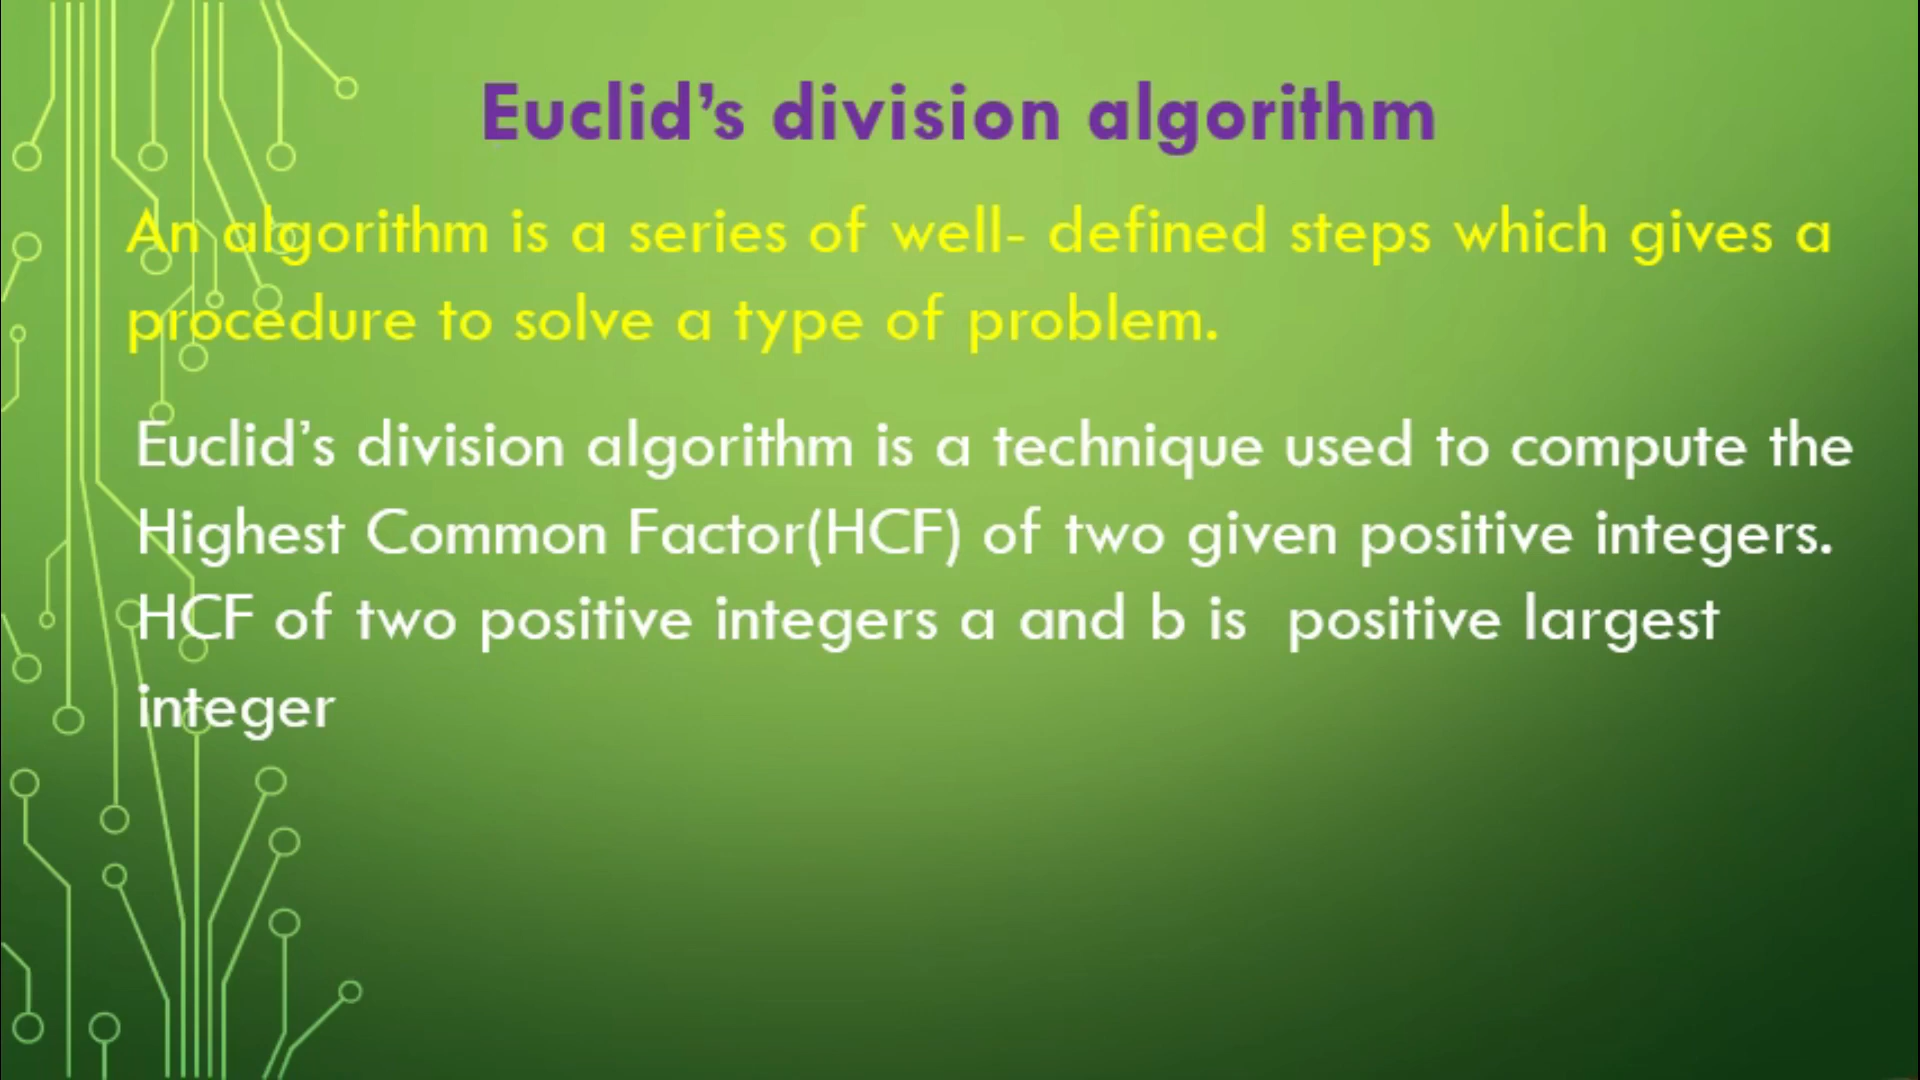 Euclid’s division algorithm
An algorithm is a series of well- defined steps which gives a
procedure to solve a type of problem.
Euclid’s division algorithm is a technique used to compute the
Highest Common Factor(HCF) of two given positive integers.
HCF of two positive integers a and b is  positive largest
integer